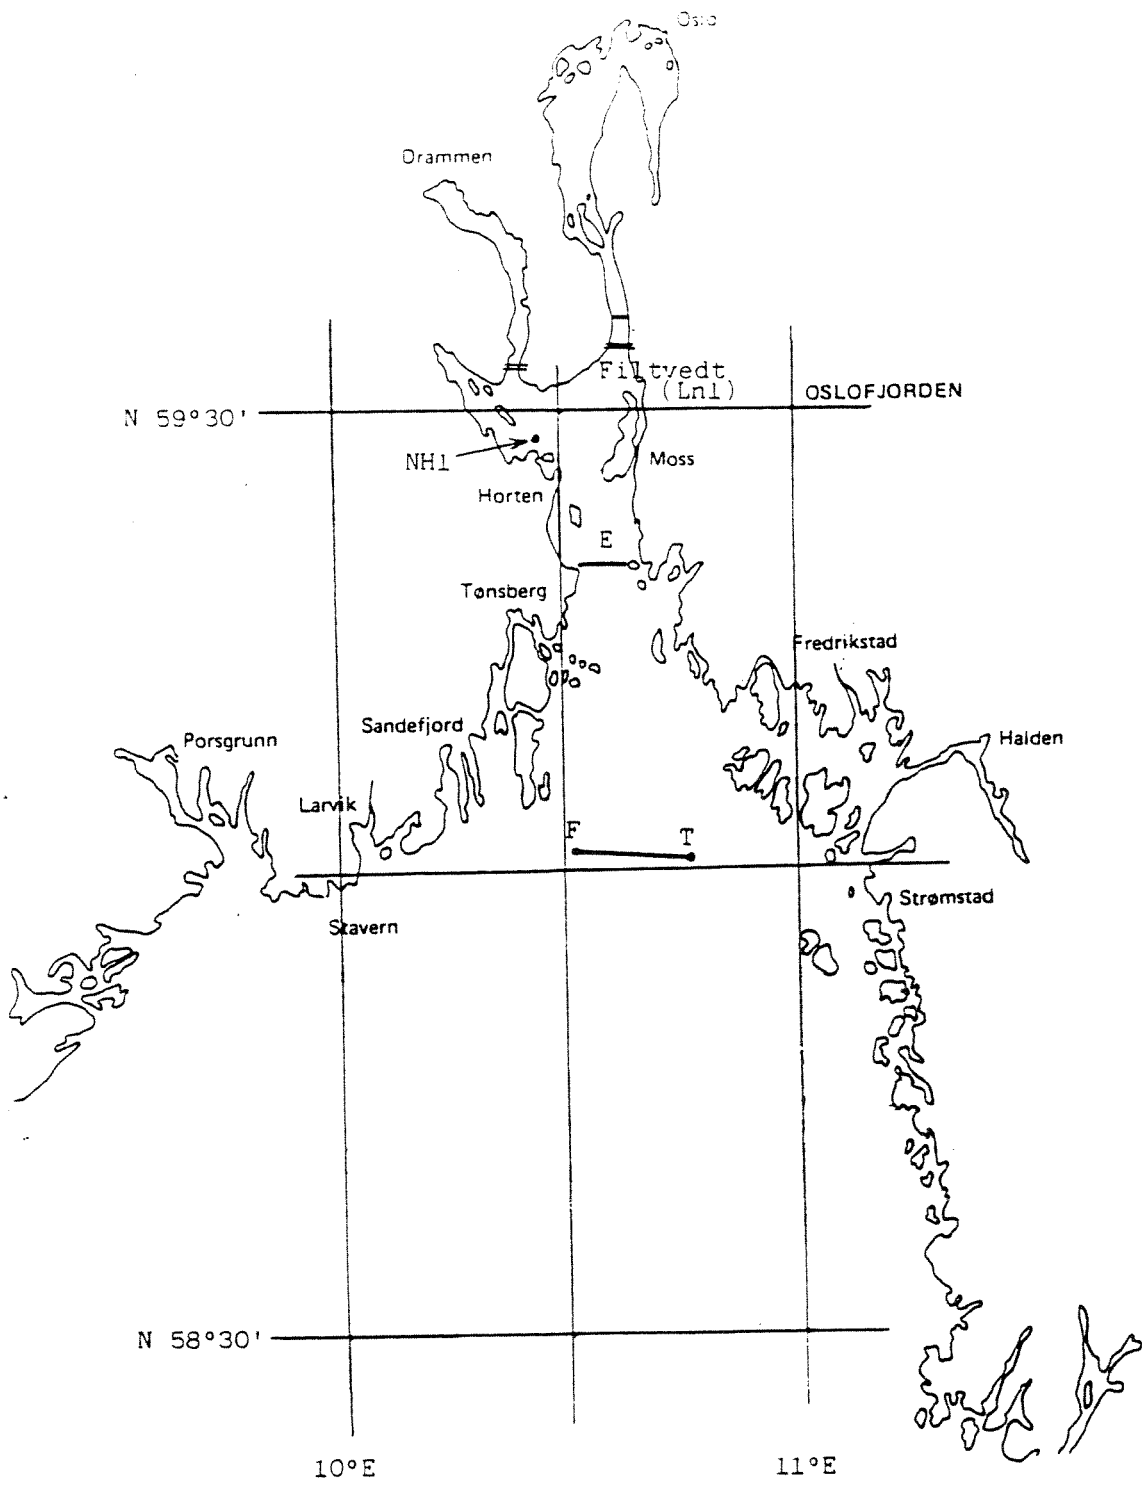 Oslo
Drammen
Filtvedt
(Ln1)
OSLOFJORDEN
N 59°30'
NH1
Moss
Horten
E
Tønsberg
Fredrikstad
Sandefjord
Porsgrunn
Halden
Larvik
F
T
Strømstad
Stavern
N 58°30'
10°E
11°E